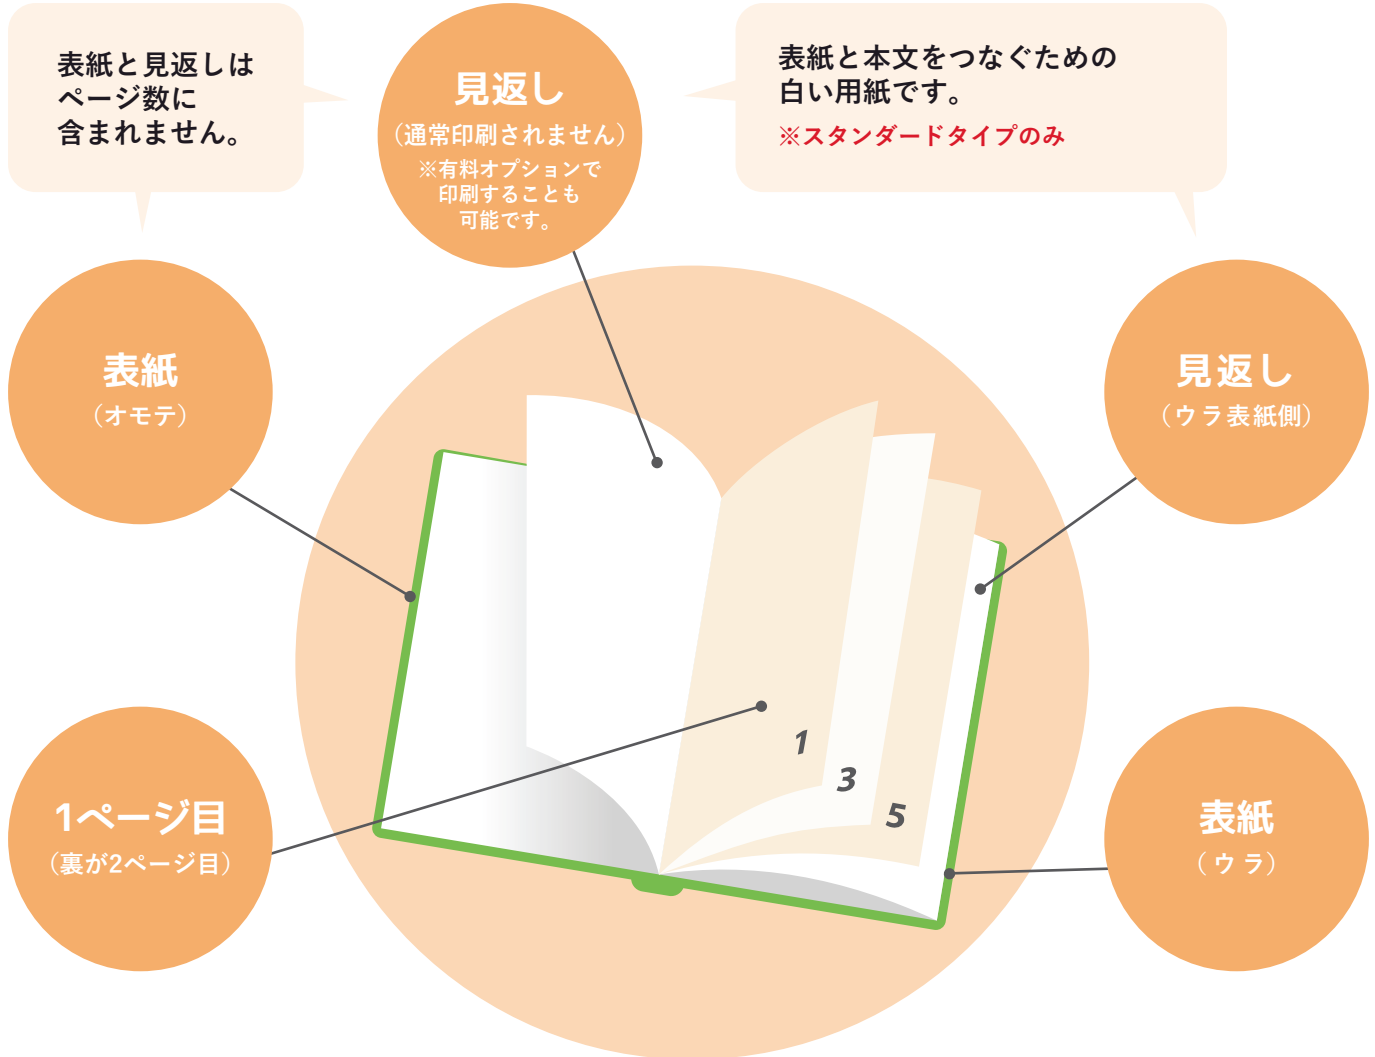 表紙と見返しは
ページ数に
含まれません。
見返し
（通常印刷されません）
※有料オプションで
印刷することも
可能です。
表紙と本文をつなぐための
白い用紙です。
※スタンダードタイプのみ
表紙
（オモテ）
見返し
（ウラ表紙側）
1
3
5
1ページ目
（裏が2ページ目）
表紙
（ウラ）